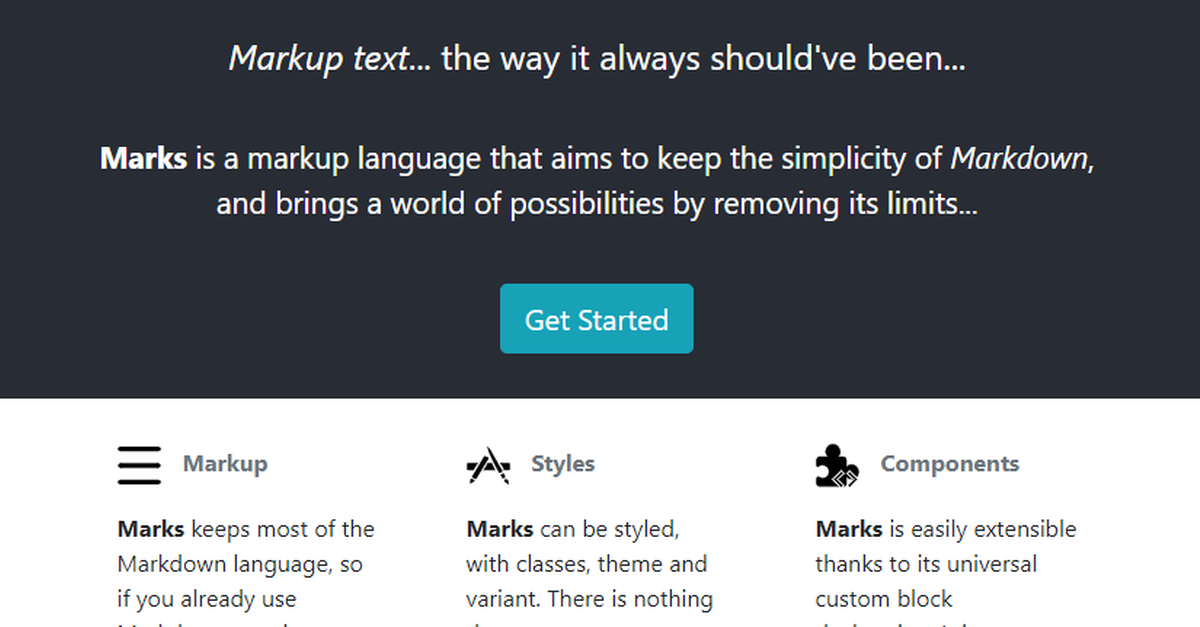 Markup text... the way it always should've been...
Marks is a markup language that aims to keep the simplicity of Markdown,
and brings a world of possibilities by removing its limits...
Get Started
Markup
Marks keeps most of the
Markdown language, so
if you already use
Styles
Marks can be styled,
with classes, theme and
variant. There is nothing
Components
Marks is easily extensible
thanks to its universal
custom block